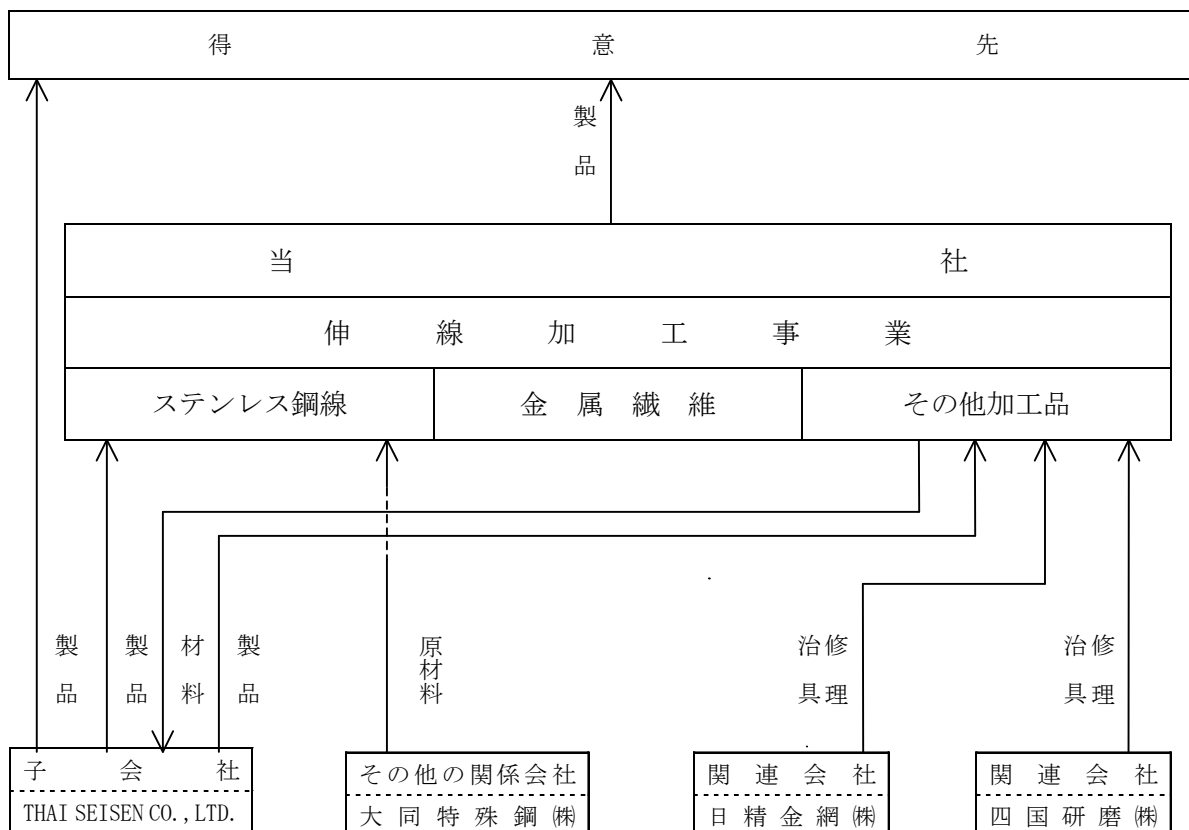 得意先
製品
当社
伸線加工事業
ステンレス鋼線 金属繊維 その他加工品
製品 製品 材料 製品 原材料 治具修理 治具修理
子会社 その他の関係会社 関連会社 関連会社
THAI SEISEN CO., LTD. 大同特殊鋼㈱ 日精金網㈱ 四国研磨㈱